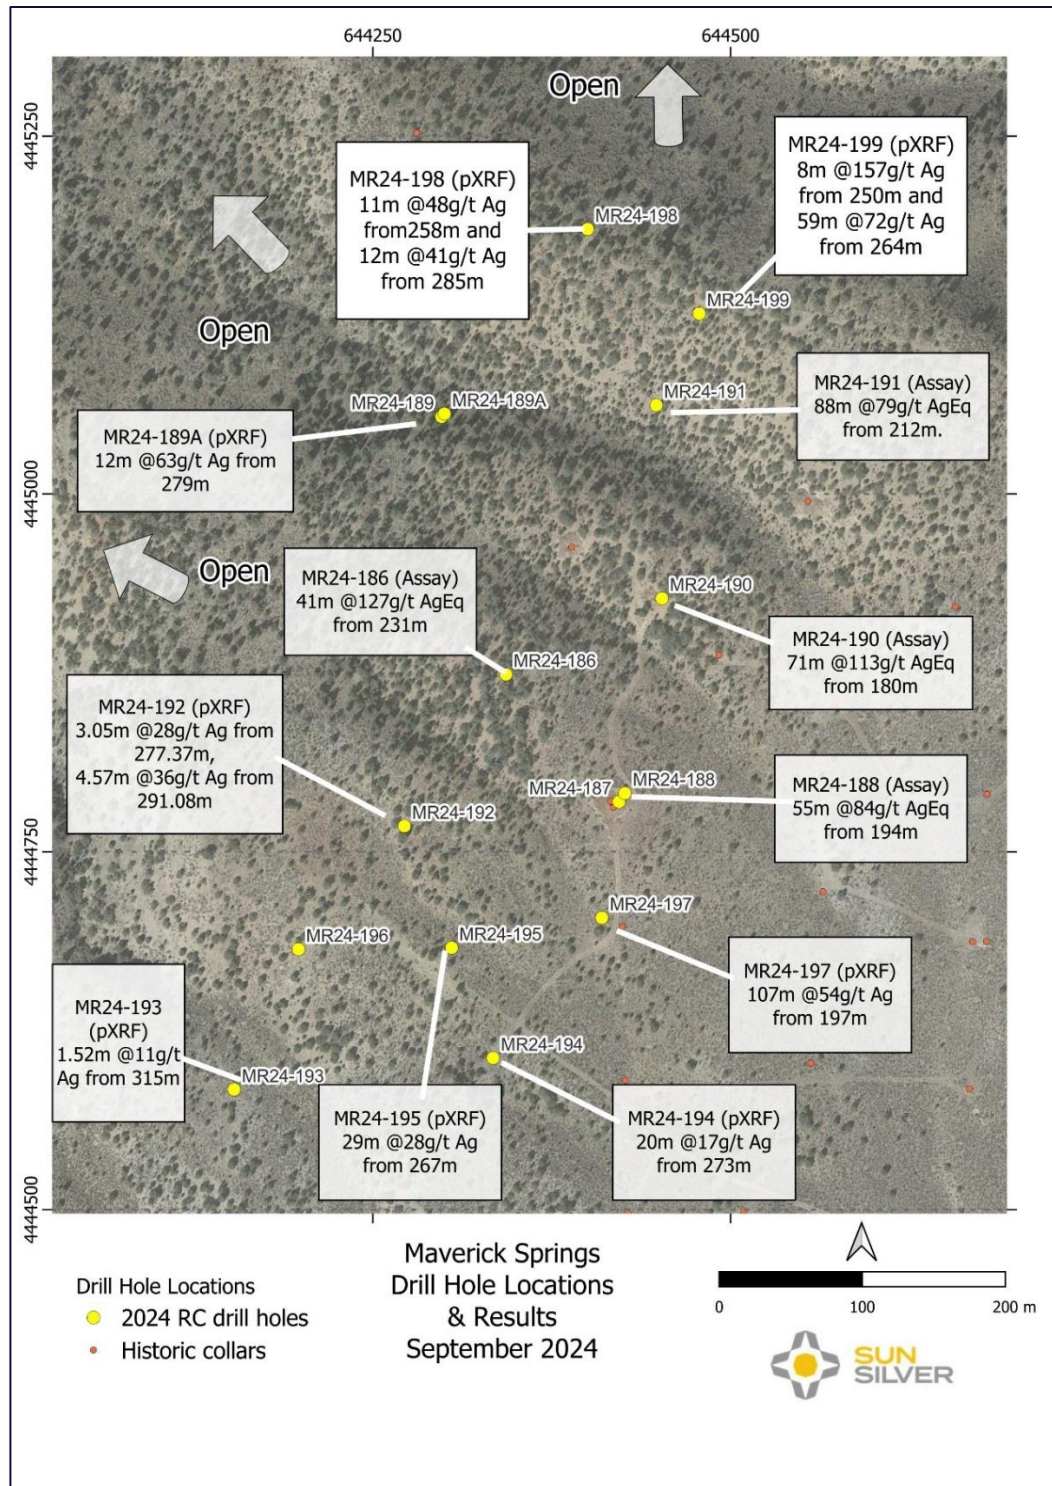 644250
644500
Open
4445250
MR24-199 (pXRF)
8m @157g/t Ag
from 250m and
59m @72g/t Ag
from 264m
MR24-198 (pXRF)
11m @48g/t Ag
from258m and
12m @41g/t Ag
from 285m
MR24-198
MR24-199
Open
MR24-191 (Assay)
88m @79g/t AgEq
from 212m.
MR24-191
MR24-189
MR24-189A
MR24-189A (pXRF)
12m @63g/t Ag from
279m
4445000
Open
MR24-186 (Assay)
41m @127g/t AgEq
from 231m
MR24-190
MR24-190 (Assay)
71m @113g/t AgEq
from 180m
MR24-186
MR24-192 (pXRF)
3.05m @28g/t Ag from
277.37m,
4.57m @36g/t Ag from
291.08m
MR24-187
MR24-188
MR24-188 (Assay)
55m @84g/t AgEq
from 194m
MR24-192
4444750
MR24-197
MR24-196
MR24-195
MR24-197 (pXRF)
107m @54g/t Ag
from 197m
MR24-193
(pXRF)
1.52m @11g/t
Ag from 315m
MR24-194
MR24-193
MR24-195 (pXRF)
29m @28g/t Ag
from 267m
MR24-194 (pXRF)
20m @17g/t Ag
from 273m
4444500
Maverick Springs
Drill Hole Locations
& Results
September 2024
Drill Hole Locations
2024 RC drill holes
Historic collars
0 100 200 m
SUN
SILVER